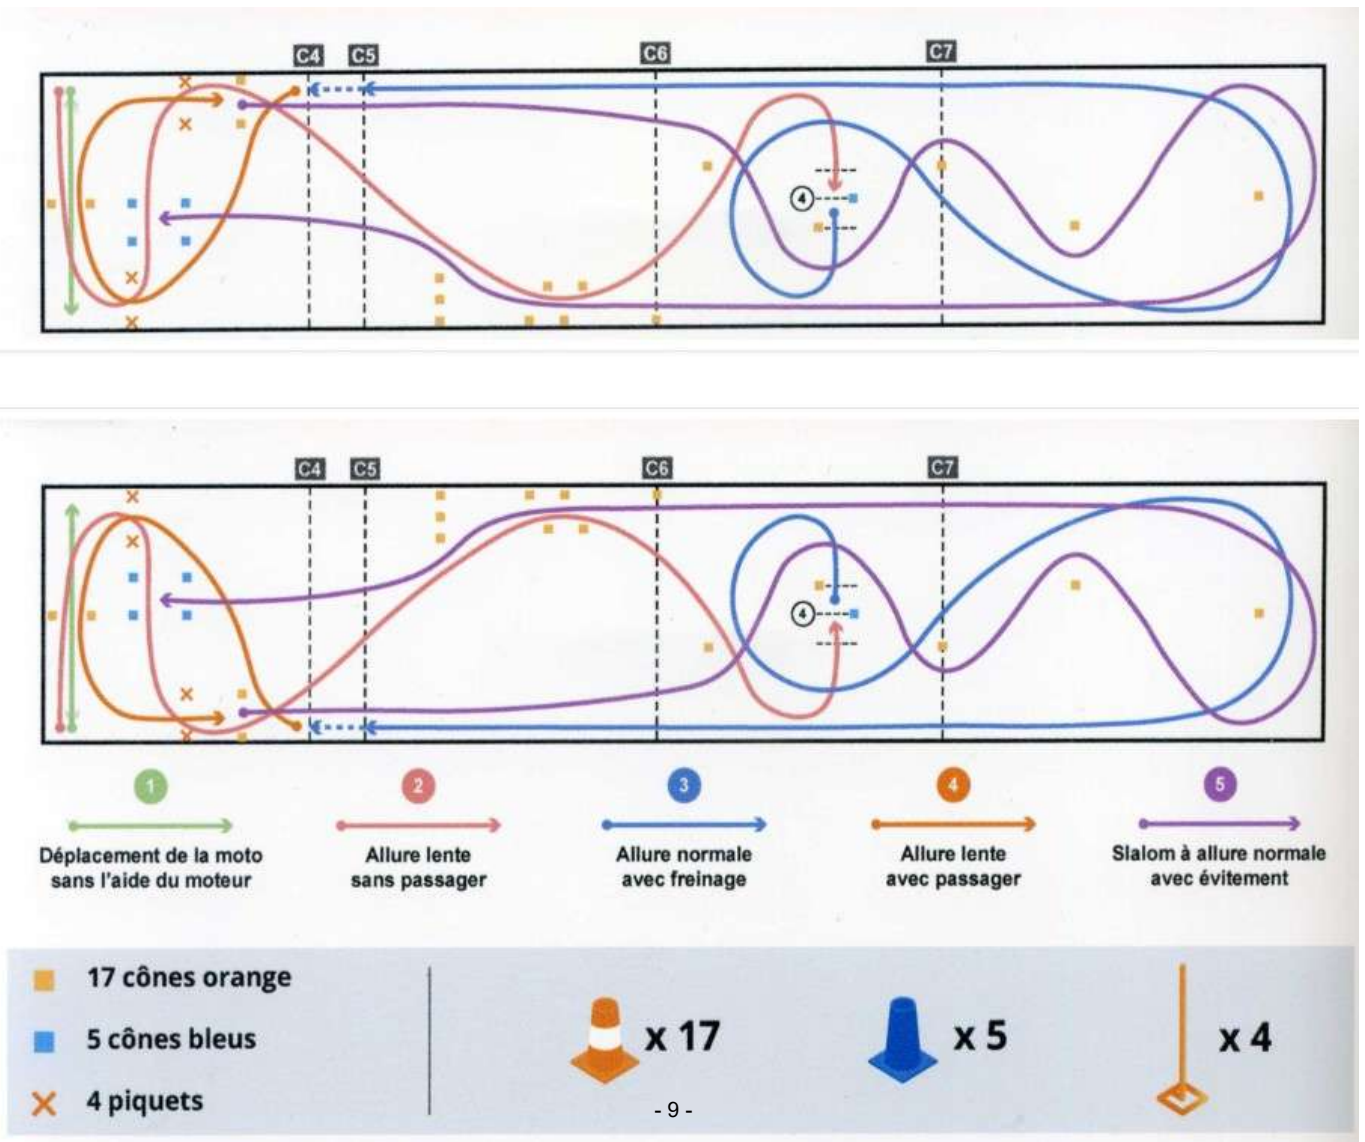 C4 C5 C6 C7
4
C4 C5 C6 C7
4
1 2 3 4 5
Déplacement de la moto
sans l'aide du moteur
Allure lente
sans passager
Allure normale
avec freinage
Allure lente
avec passager
Slalom à allure normale
avec évitement
17 cônes orange
5 cônes bleus
4 piquets
x 17
x 5
x 4
- 9 -